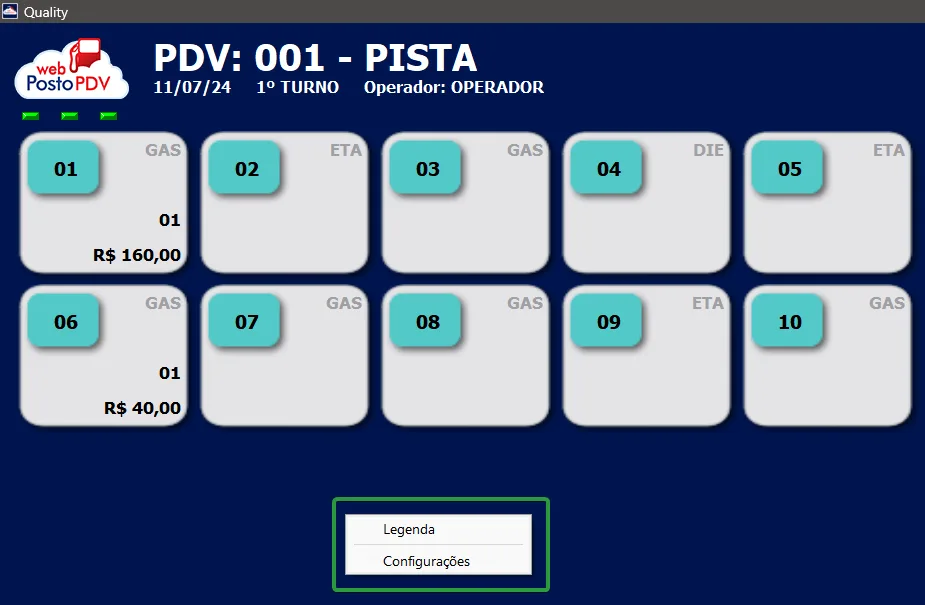 Quality
web
PostoPDV
PDV: 001 - PISTA
11/07/24 1º TURNO Operador: OPERADOR
01 GAS
01
R$ 160,00
02 ETA
03 GAS
04 DIE
05 ETA
06 GAS
01
R$ 40,00
07 GAS
08 GAS
09 ETA
10 GAS
Legenda
Configurações